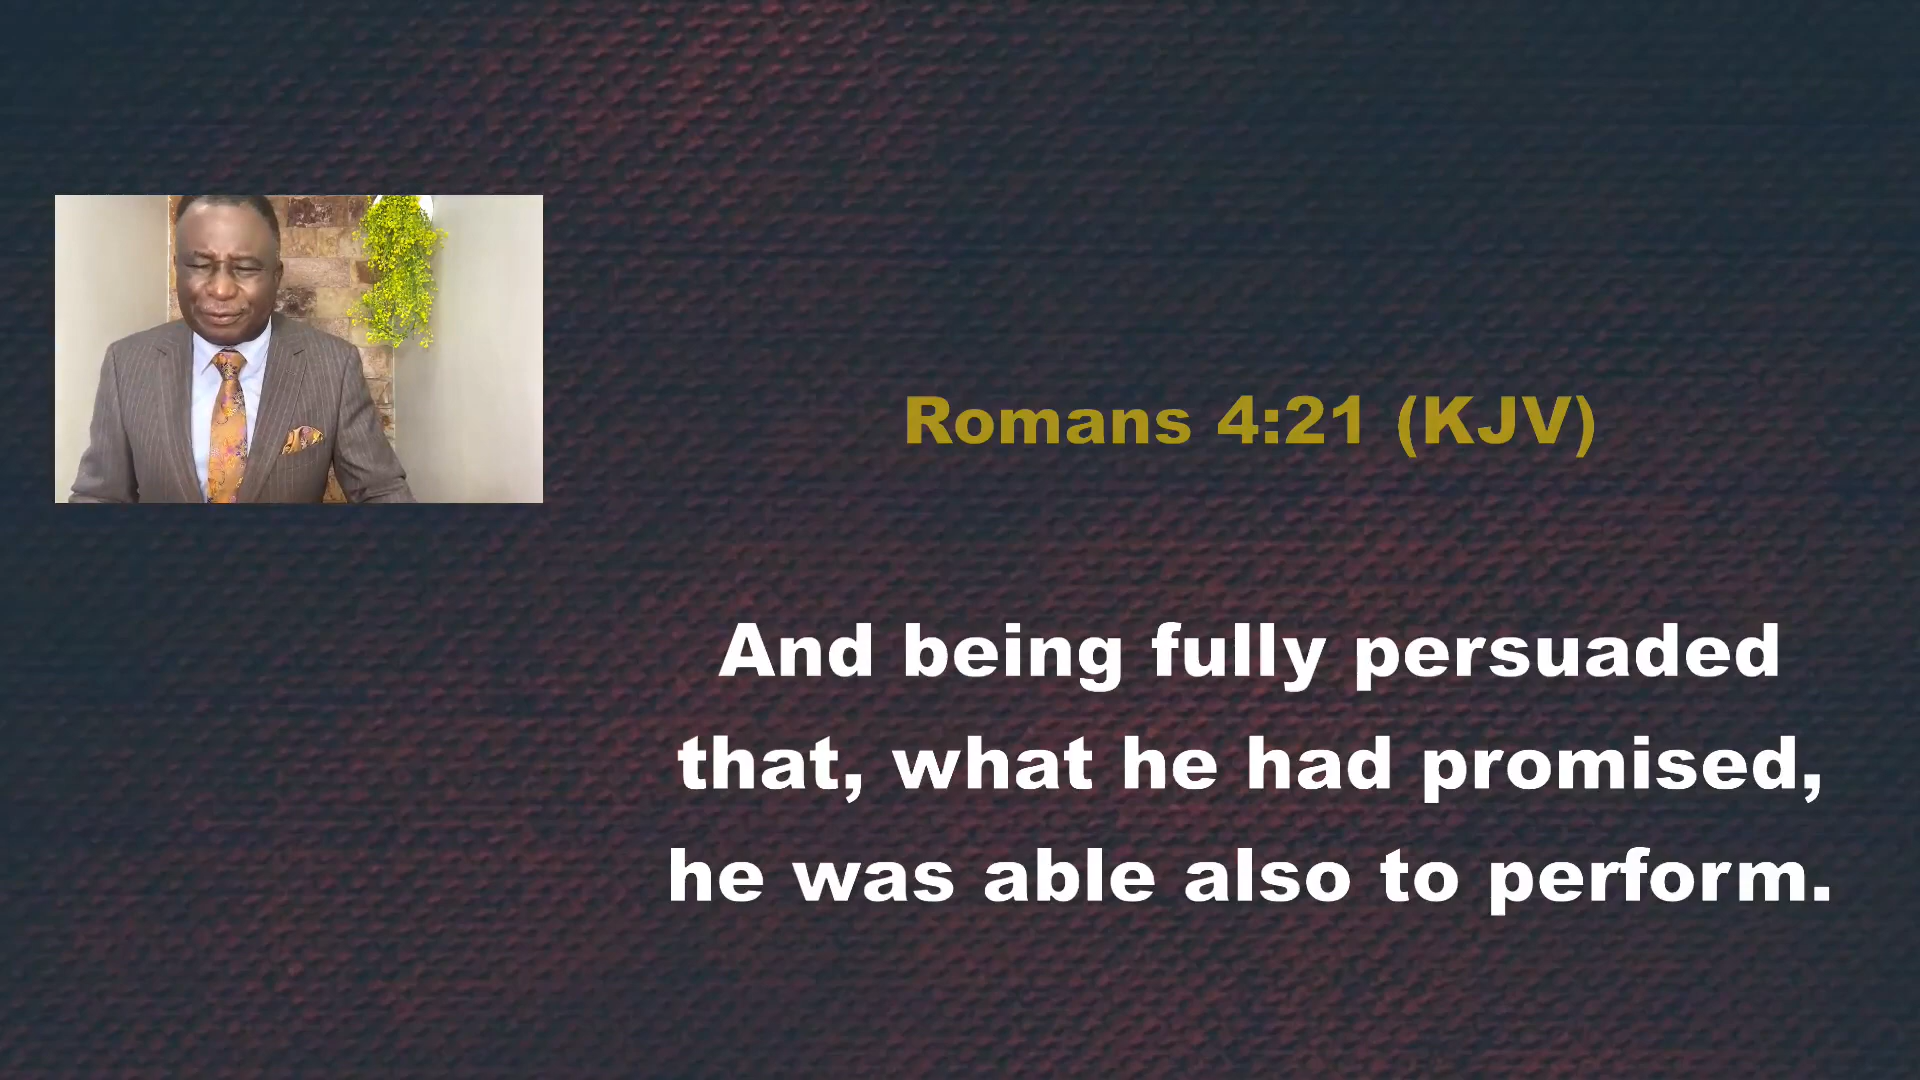 Romans 4:21 (KJV)
And being fully persuaded
that, what he had promised,
he was able also to perform.